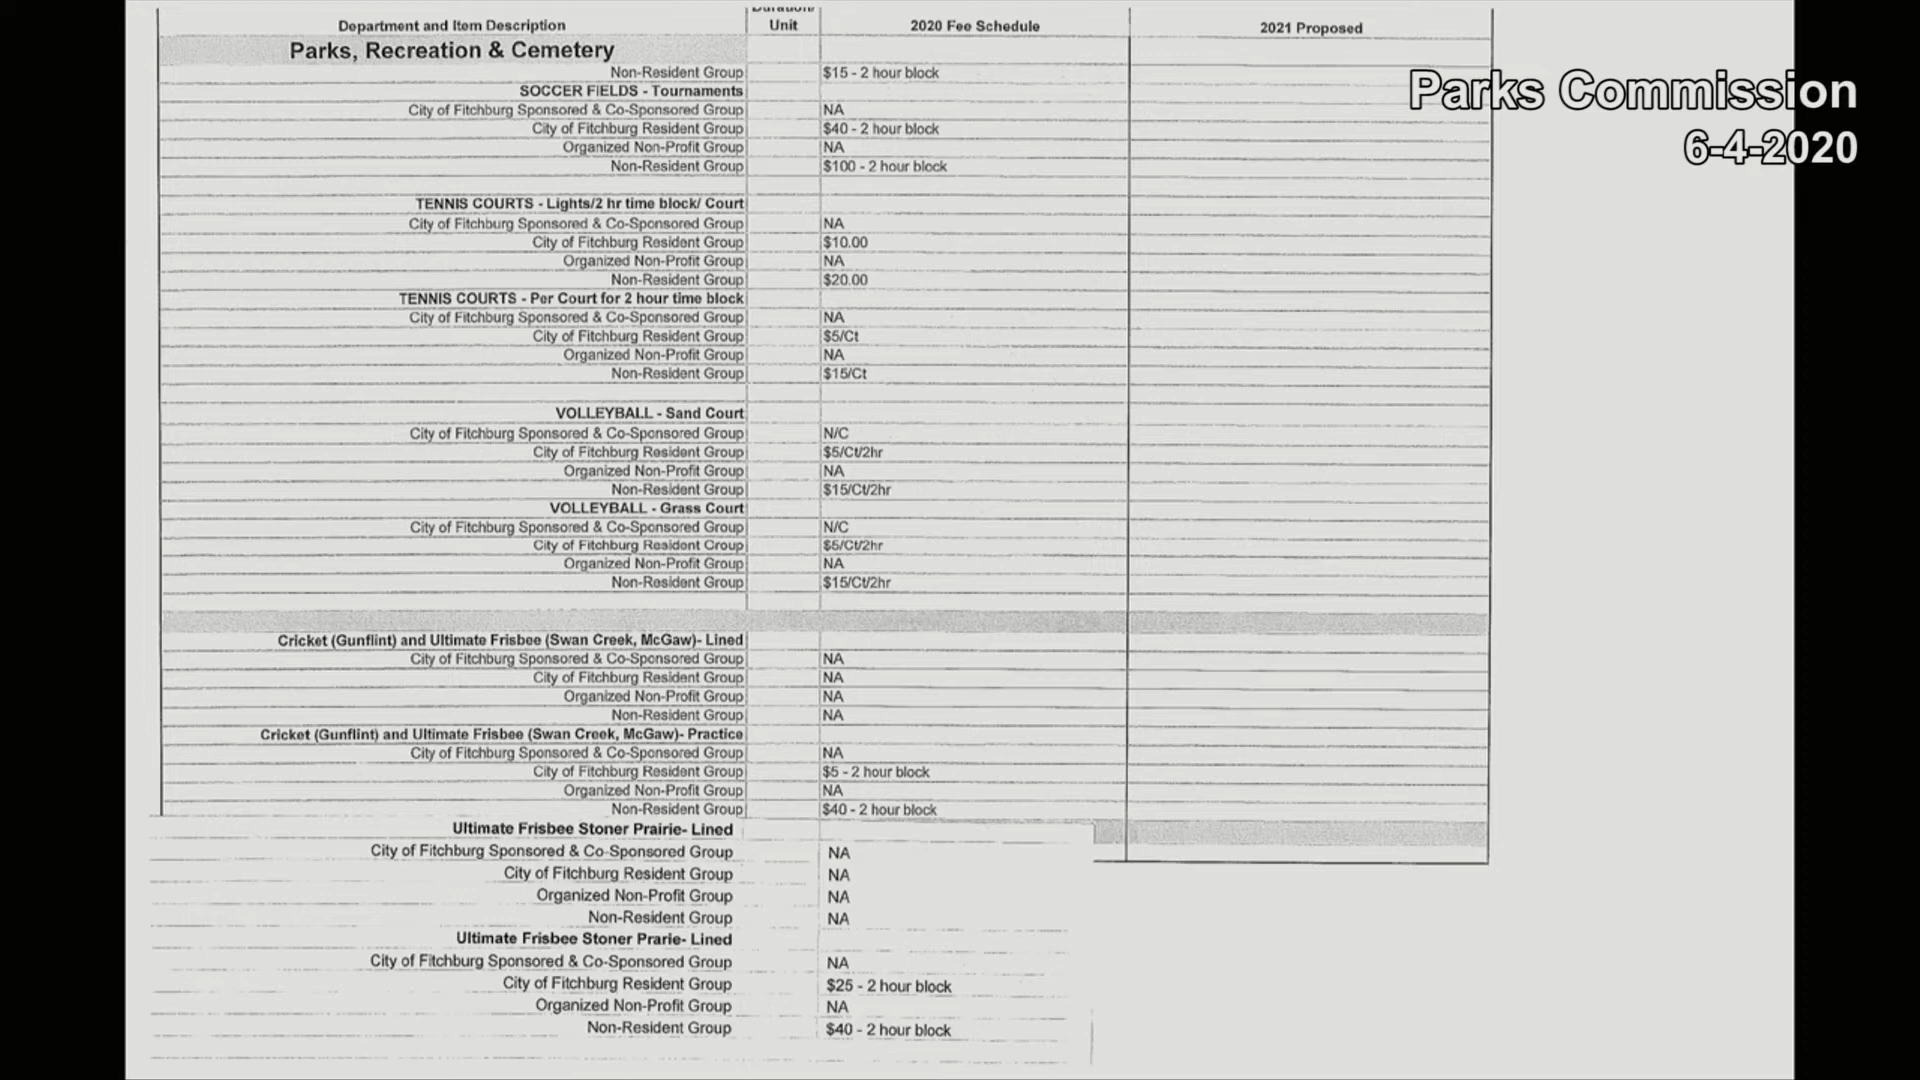 Department and Item Description Unit 2020 Fee Schedule 2021 Proposed
Parks, Recreation & Cemetery
Parks Commission
6-4-2020
Non-Resident Group $15 - 2 hour block
SOCCER FIELDS - Tournaments
City of Fitchburg Sponsored & Co-Sponsored Group NA
City of Fitchburg Resident Group $40 - 2 hour block
Organized Non-Profit Group NA
Non-Resident Group $100 - 2 hour block
TENNIS COURTS - Lights/2 hr time block/ Court
City of Fitchburg Sponsored & Co-Sponsored Group NA
City of Fitchburg Resident Group $10.00
Organized Non-Profit Group NA
Non-Resident Group $20.00
TENNIS COURTS - Per Court for 2 hour time block
City of Fitchburg Sponsored & Co-Sponsored Group NA
City of Fitchburg Resident Group $5/Ct
Organized Non-Profit Group NA
Non-Resident Group $15/Ct
VOLLEYBALL - Sand Court
City of Fitchburg Sponsored & Co-Sponsored Group N/C
City of Fitchburg Resident Group $5/Ct/2hr
Organized Non-Profit Group NA
Non-Resident Group $15/Ct/2hr
VOLLEYBALL - Grass Court
City of Fitchburg Sponsored & Co-Sponsored Group N/C
City of Fitchburg Resident Group $5/Ct/2hr
Organized Non-Profit Group NA
Non-Resident Group $15/Ct/2hr
Cricket (Gunflint) and Ultimate Frisbee (Swan Creek, McGaw)- Lined
City of Fitchburg Sponsored & Co-Sponsored Group NA
City of Fitchburg Resident Group NA
Organized Non-Profit Group NA
Non-Resident Group NA
Cricket (Gunflint) and Ultimate Frisbee (Swan Creek, McGaw)- Practice
City of Fitchburg Sponsored & Co-Sponsored Group NA
City of Fitchburg Resident Group $5 - 2 hour block
Organized Non-Profit Group NA
Non-Resident Group $40 - 2 hour block
Ultimate Frisbee Stoner Prairie- Lined
City of Fitchburg Sponsored & Co-Sponsored Group NA
City of Fitchburg Resident Group NA
Organized Non-Profit Group NA
Non-Resident Group NA
Ultimate Frisbee Stoner Prarie- Lined
City of Fitchburg Sponsored & Co-Sponsored Group NA
City of Fitchburg Resident Group $25 - 2 hour block
Organized Non-Profit Group NA
Non-Resident Group $40 - 2 hour block